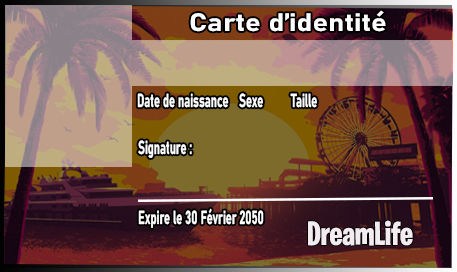 Carte d'identité
Date de naissance Sexe Taille
Signature :
Expire le 30 Février 2050
DreamLife